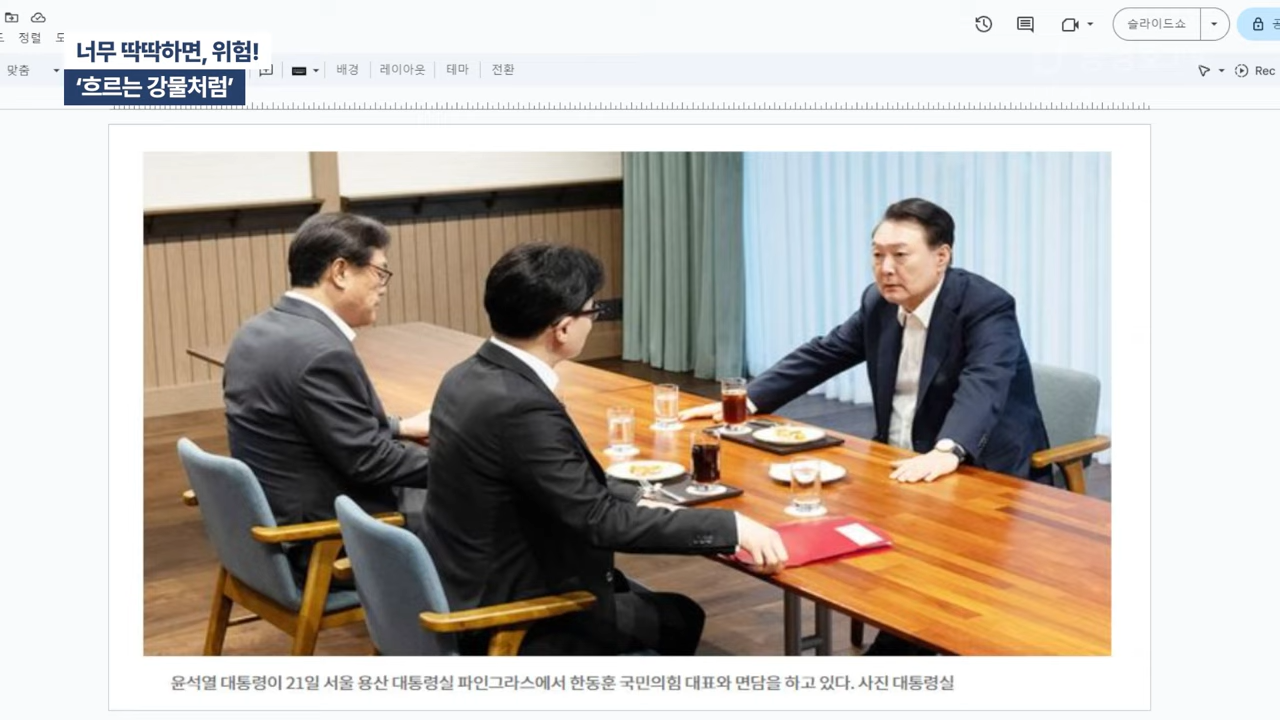 너무 딱딱하면, 위험!
‘흐르는 강물처럼’
정렬
슬라이드쇼
맞춤
배경
레이아웃
테마
전환
Rec
윤석열 대통령이 21일 서울 용산 대통령실 파인그라스에서 한동훈 국민의힘 대표와 면담을 하고 있다. 사진 대통령실